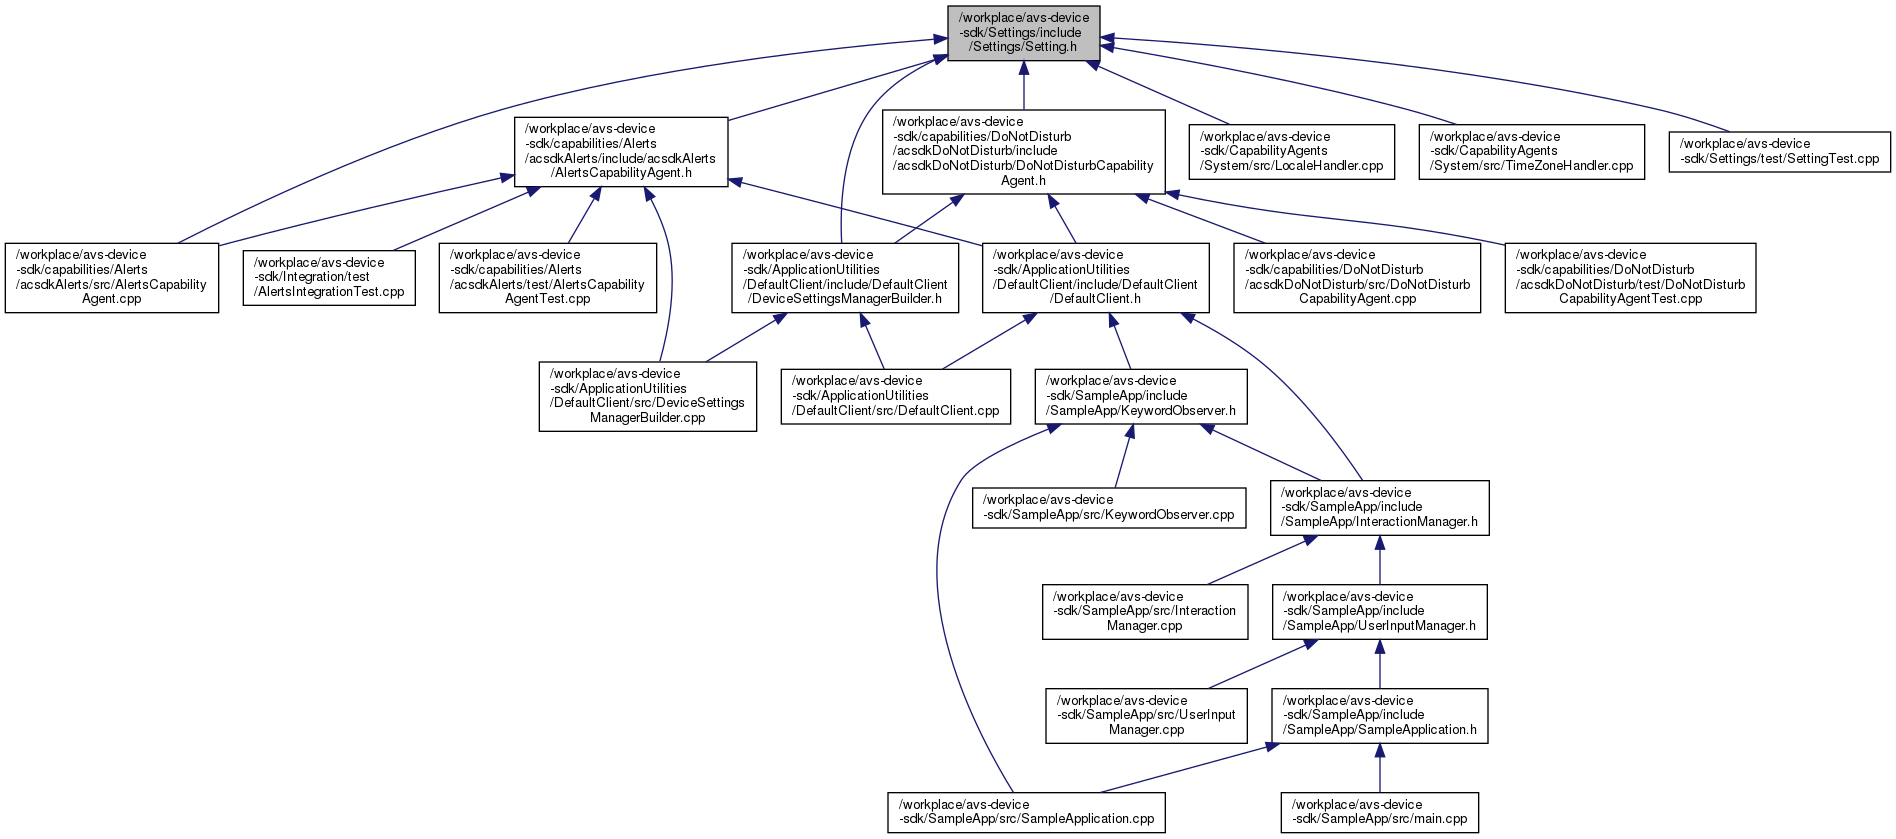 /workplace/avs-device
-sdk/Settings/include
/Settings/Setting.h
/workplace/avs-device
-sdk/capabilities/Alerts
/acsdkAlerts/include/acsdkAlerts
/AlertsCapabilityAgent.h
/workplace/avs-device
-sdk/capabilities/DoNotDisturb
/acsdkDoNotDisturb/include
/acsdkDoNotDisturb/DoNotDisturbCapability
Agent.h
/workplace/avs-device
-sdk/CapabilityAgents
/System/src/LocaleHandler.cpp
/workplace/avs-device
-sdk/CapabilityAgents
/System/src/TimeZoneHandler.cpp
/workplace/avs-device
-sdk/Settings/test/SettingTest.cpp
/workplace/avs-device
-sdk/capabilities/Alerts
/acsdkAlerts/src/AlertsCapability
Agent.cpp
/workplace/avs-device
-sdk/Integration/test
/AlertsIntegrationTest.cpp
/workplace/avs-device
-sdk/capabilities/Alerts
/acsdkAlerts/test/AlertsCapability
AgentTest.cpp
/workplace/avs-device
-sdk/ApplicationUtilities
/DefaultClient/include/DefaultClient
/DeviceSettingsManagerBuilder.h
/workplace/avs-device
-sdk/ApplicationUtilities
/DefaultClient/include/DefaultClient
/DefaultClient.h
/workplace/avs-device
-sdk/capabilities/DoNotDisturb
/acsdkDoNotDisturb/src/DoNotDisturb
CapabilityAgent.cpp
/workplace/avs-device
-sdk/capabilities/DoNotDisturb
/acsdkDoNotDisturb/test/DoNotDisturb
CapabilityAgentTest.cpp
/workplace/avs-device
-sdk/ApplicationUtilities
/DefaultClient/src/DeviceSettings
ManagerBuilder.cpp
/workplace/avs-device
-sdk/ApplicationUtilities
/DefaultClient/src/DefaultClient.cpp
/workplace/avs-device
-sdk/SampleApp/include
/SampleApp/KeywordObserver.h
/workplace/avs-device
-sdk/SampleApp/src/KeywordObserver.cpp
/workplace/avs-device
-sdk/SampleApp/include
/SampleApp/InteractionManager.h
/workplace/avs-device
-sdk/SampleApp/src/Interaction
Manager.cpp
/workplace/avs-device
-sdk/SampleApp/include
/SampleApp/UserInputManager.h
/workplace/avs-device
-sdk/SampleApp/src/UserInput
Manager.cpp
/workplace/avs-device
-sdk/SampleApp/include
/SampleApp/SampleApplication.h
/workplace/avs-device
-sdk/SampleApp/src/SampleApplication.cpp
/workplace/avs-device
-sdk/SampleApp/src/main.cpp